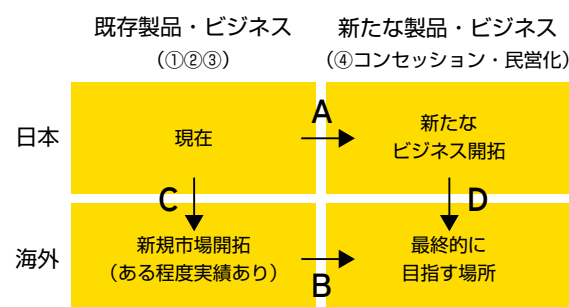 既存製品・ビジネス
新たな製品・ビジネス
（①②③）
（④コンセッション・民営化）
日本
現在
A
新たな
ビジネス開拓
C
D
海外
新規市場開拓
（ある程度実績あり）
B
最終的に
目指す場所